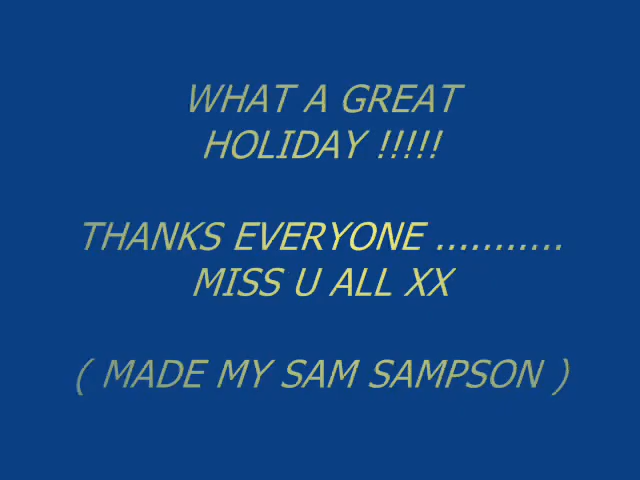 WHAT A GREAT
HOLIDAY !!!!!
THANKS EVERYONE ...........
MISS U ALL XX
( MADE MY SAM SAMPSON )